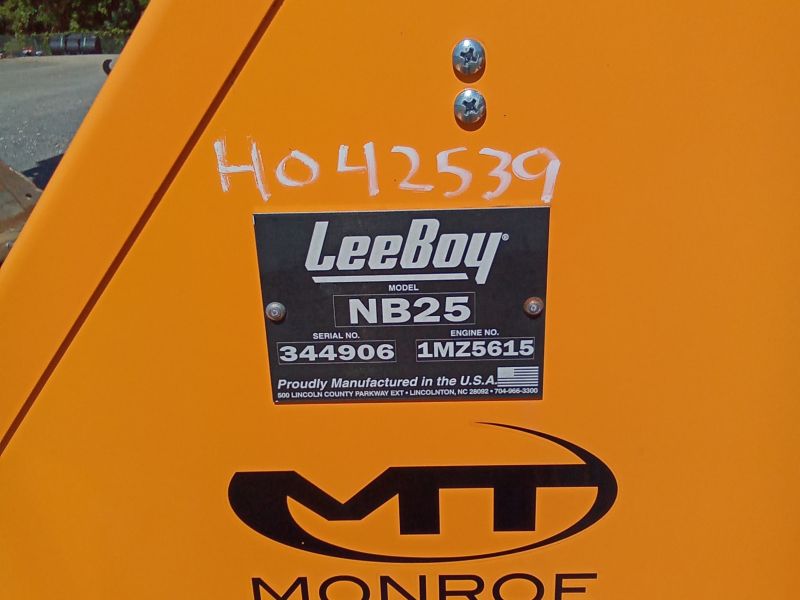 HO42539
LeeBoy®
MODEL
NB25
SERIAL NO. ENGINE NO.
344906 1MZ5615
Proudly Manufactured in the U.S.A.
500 LINCOLN COUNTY PARKWAY EXT • LINCOLNTON, NC 28092 • 704-966-3300
MT
MONROE